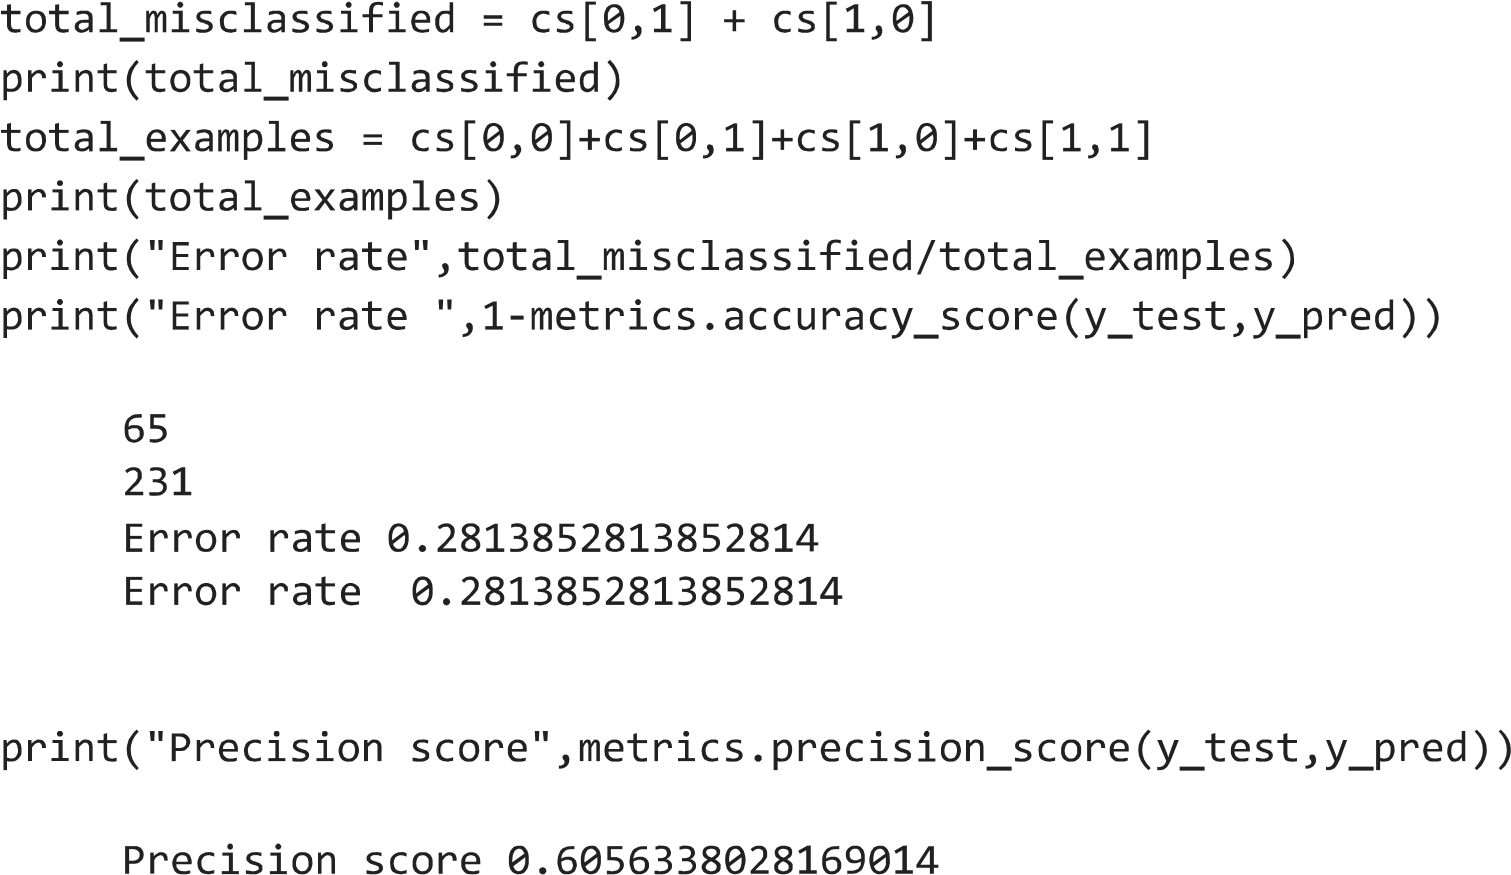 total_misclassified = cs[0,1] + cs[1,0]
print(total_misclassified)
total_examples = cs[0,0]+cs[0,1]+cs[1,0]+cs[1,1]
print(total_examples)
print("Error rate",total_misclassified/total_examples)
print("Error rate ",1-metrics.accuracy_score(y_test,y_pred))
65
231
Error rate 0.2813852813852814
Error rate  0.2813852813852814
print("Precision score",metrics.precision_score(y_test,y_pred))
Precision score 0.6056338028169014